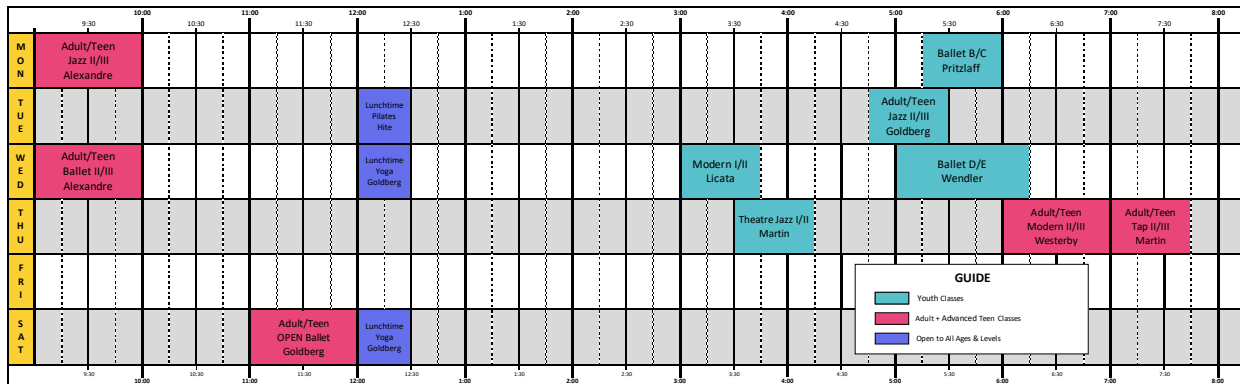 10:00 11:00 12:00 1:00 2:00 3:00 4:00 5:00 6:00 7:00 8:00
9:30 10:30 11:30 12:30 1:30 2:30 3:30 4:30 5:30 6:30 7:30
MON
Adult/Teen
Jazz II/III
Alexandre
Ballet B/C
Pritzlaff
TUE
Lunchtime
Pilates
Hite
Adult/Teen
Jazz II/III
Goldberg
WED
Adult/Teen
Ballet II/III
Alexandre
Lunchtime
Yoga
Goldberg
Modern I/II
Licata
Ballet D/E
Wendler
THU
Theatre Jazz I/II
Martin
Adult/Teen
Modern II/III
Westerby
Adult/Teen
Tap II/III
Martin
FRI
SAT
Adult/Teen
OPEN Ballet
Goldberg
Lunchtime
Yoga
Goldberg
GUIDE
Youth Classes
Adult + Advanced Teen Classes
Open to All Ages & Levels
9:30 10:30 11:30 12:30 1:30 2:30 3:30 4:30 5:30 6:30 7:30
10:00 11:00 12:00 1:00 2:00 3:00 4:00 5:00 6:00 7:00 8:00